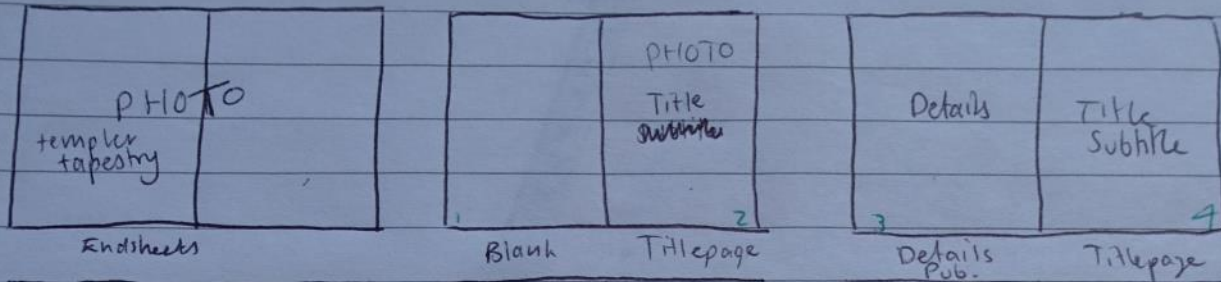 PHOTO
templer
tapestry
Endsheets
PHOTO
Title
1
2
Blank
Titlepage
Details
Title
Subtitle
3
4
Details
Pub.
Titlepage